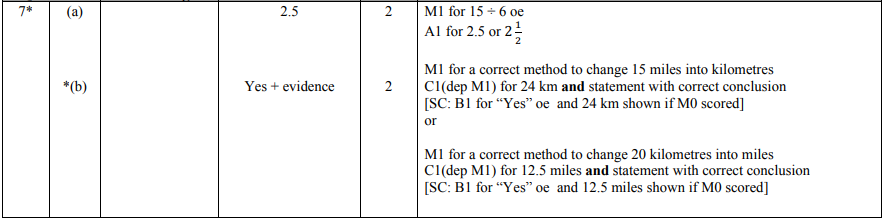 7* (a) 2.5 2 M1 for 15 ÷ 6 oe
A1 for 2.5 or 2 1/2
M1 for a correct method to change 15 miles into kilometres
*(b) Yes + evidence 2 C1(dep M1) for 24 km and statement with correct conclusion
[SC: B1 for “Yes” oe and 24 km shown if M0 scored]
or
M1 for a correct method to change 20 kilometres into miles
C1(dep M1) for 12.5 miles and statement with correct conclusion
[SC: B1 for “Yes” oe and 12.5 miles shown if M0 scored]